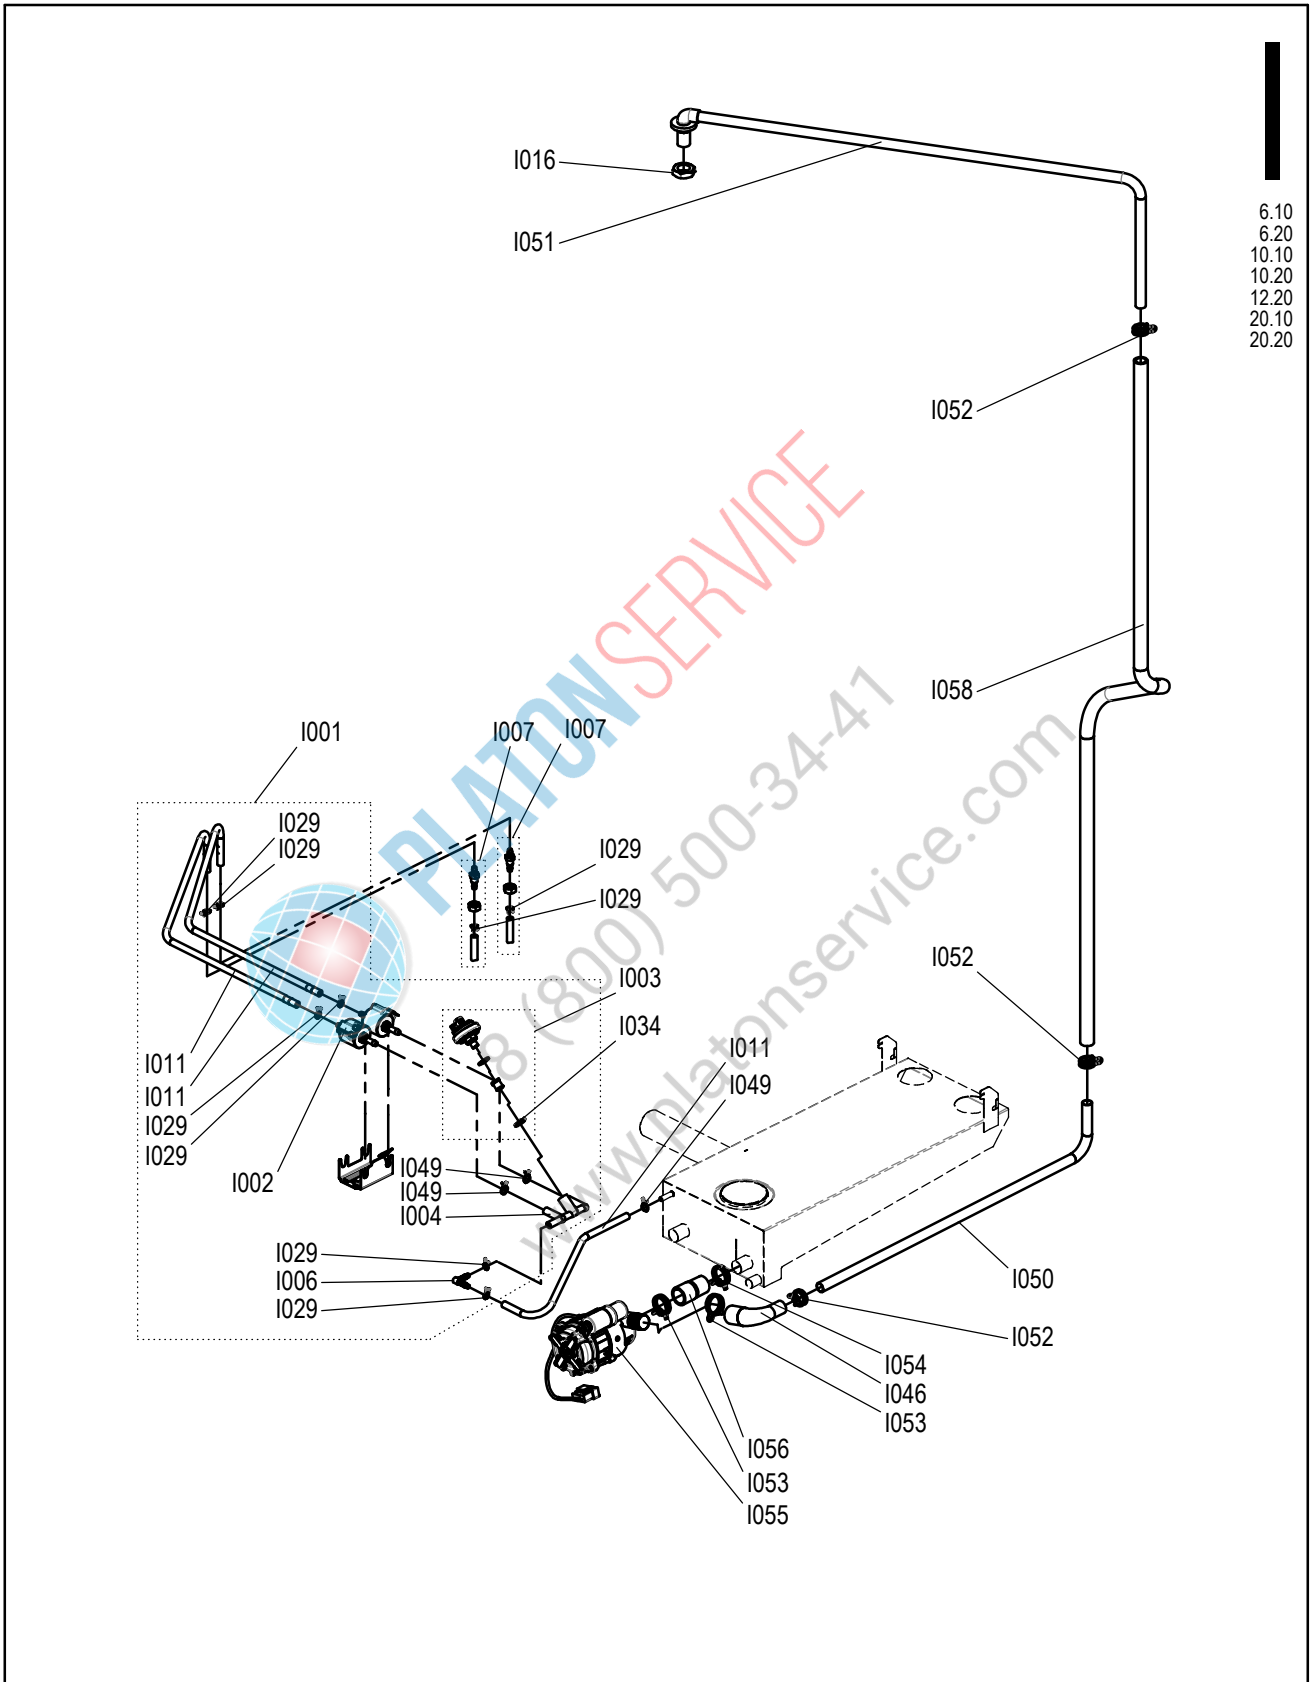 I016
I051
6.10
6.20
10.10
10.20
12.20
20.10
20.20
I052
I058
I001
I007
I007
I029
I029
I029
I029
I003
I034
I011
I049
I052
I011
I011
I029
I029
I002
I049
I049
I004
I029
I006
I029
I050
I052
I054
I046
I053
I056
I053
I055
PLATONSERVICE
8 (800) 500-34-41
www.platonservice.com